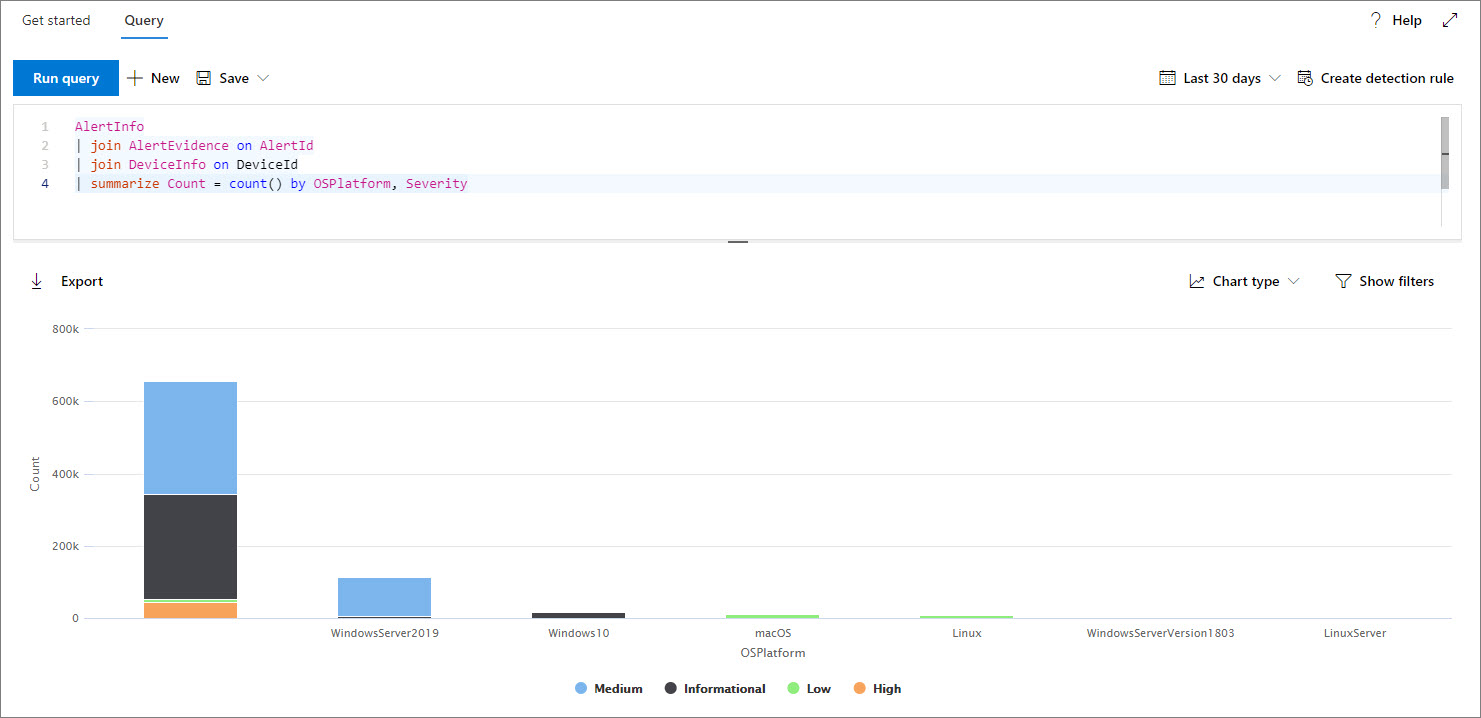 Get started Query ? Help
Run query New Save Last 30 days Create detection rule
1 AlertInfo
2 | join AlertEvidence on AlertId
3 | join DeviceInfo on DeviceId
4 | summarize Count = count() by OSPlatform, Severity
Export Chart type Show filters
800k
600k
400k
200k
0
Count
WindowsServer2019 Windows10 macOS Linux WindowsServerVersion1803 LinuxServer
OSPlatform
Medium Informational Low High